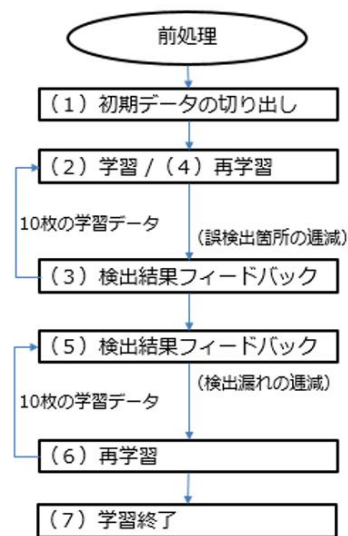 前処理
（１）初期データの切り出し
（２）学習 /（４）再学習
10枚の学習データ
（誤検出箇所の逓減）
（３）検出結果フィードバック
（５）検出結果フィードバック
（検出漏れの逓減）
10枚の学習データ
（６）再学習
（７）学習終了